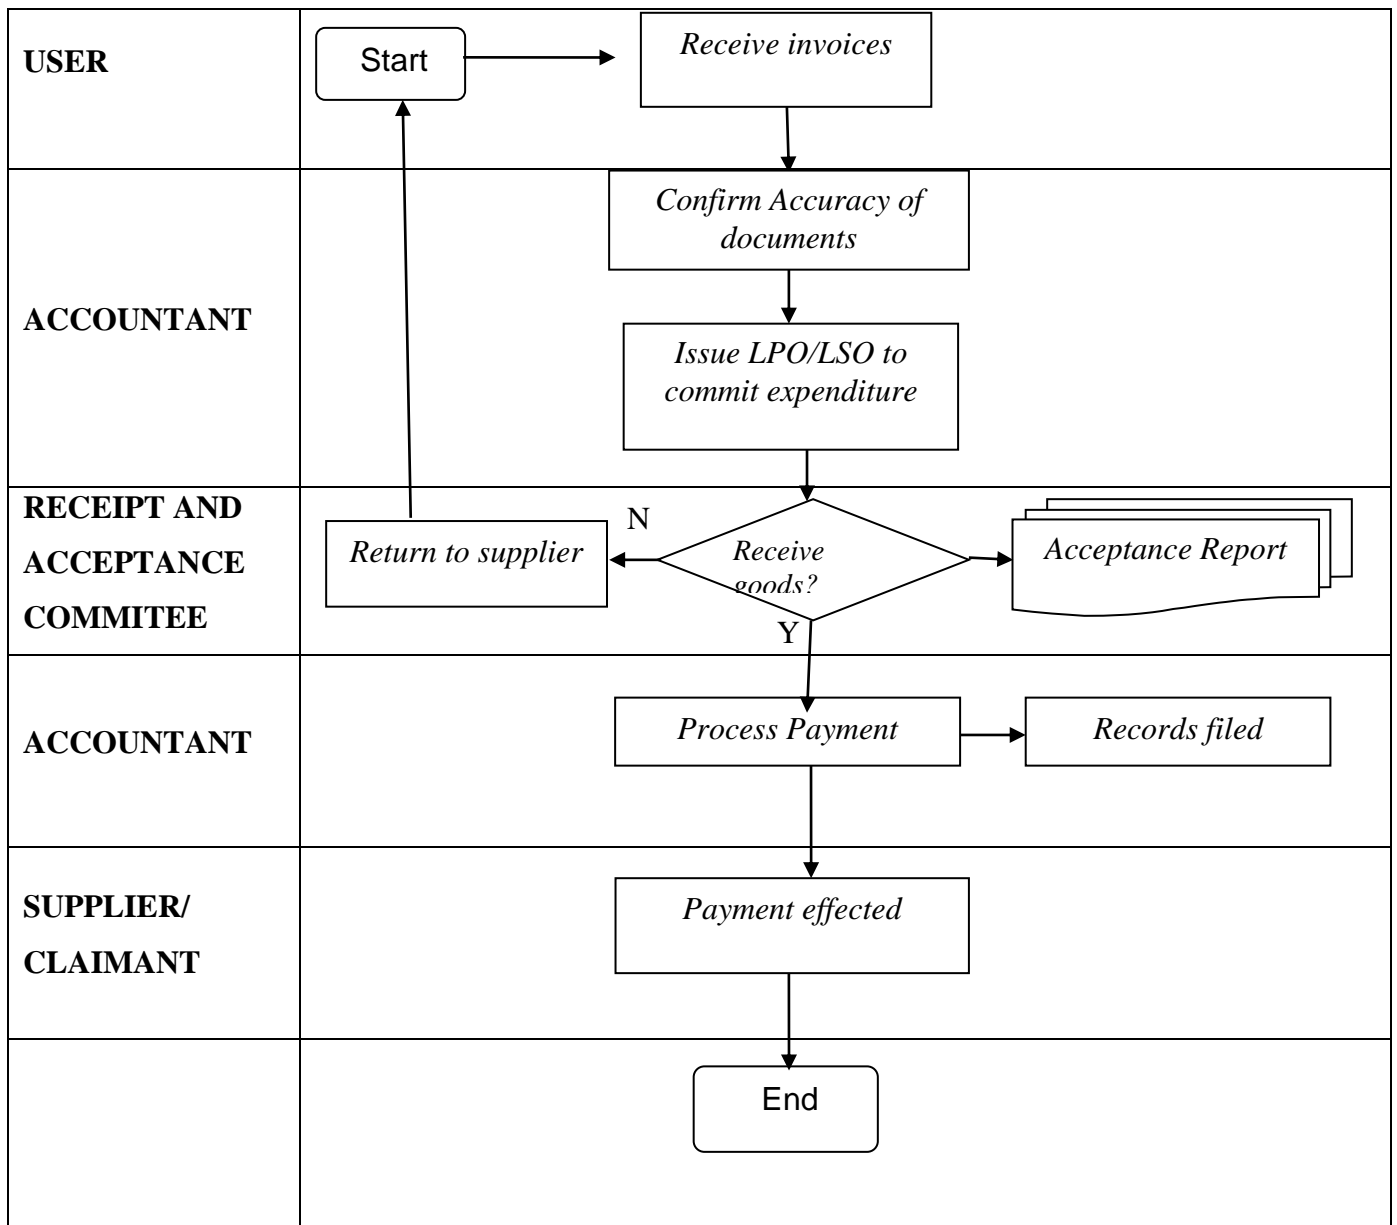 USER
Start
Receive invoices
ACCOUNTANT
Confirm Accuracy of
documents
Issue LPO/LSO to
commit expenditure
RECEIPT AND
ACCEPTANCE
COMMITEE
Return to supplier
N
Receive
goods?
Y
Acceptance Report
ACCOUNTANT
Process Payment
Records filed
SUPPLIER/
CLAIMANT
Payment effected
End